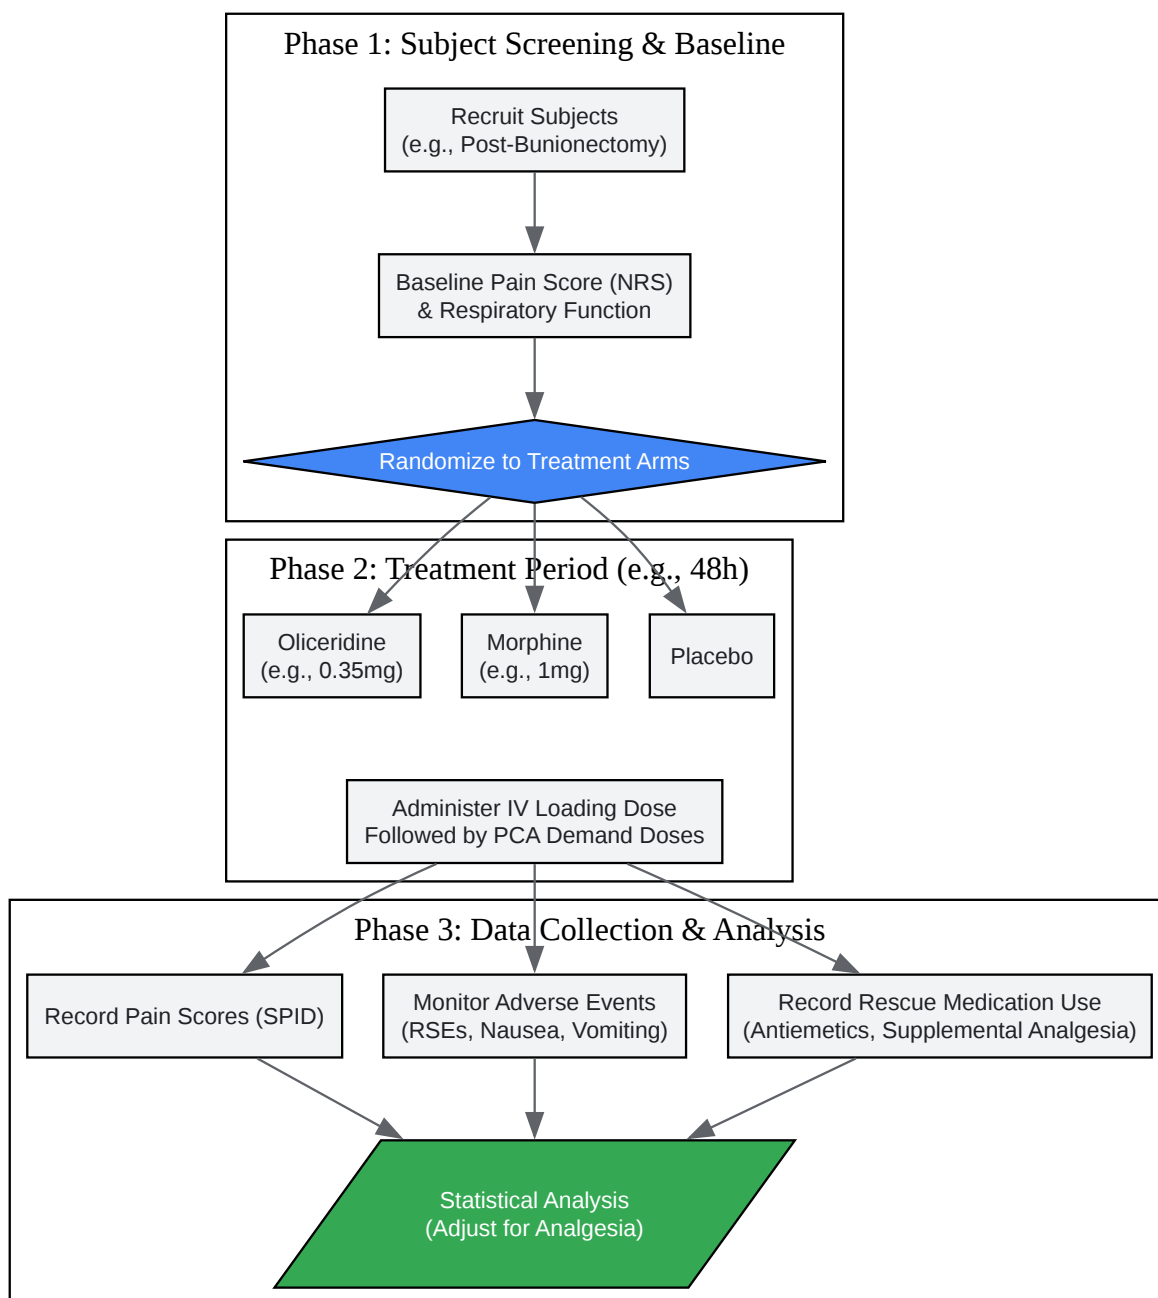 Phase 1: Subject Screening & Baseline
Recruit Subjects
(e.g., Post-Bunionectomy)
Baseline Pain Score (NRS)
& Respiratory Function
Randomize to Treatment Arms
Phase 2: Treatment Period (e.g., 48h)
Oliceridine
(e.g., 0.35mg)
Morphine
(e.g., 1mg)
Placebo
Administer IV Loading Dose
Followed by PCA Demand Doses
Phase 3: Data Collection & Analysis
Record Pain Scores (SPID)
Monitor Adverse Events
(RSEs, Nausea, Vomiting)
Record Rescue Medication Use
(Antiemetics, Supplemental Analgesia)
Statistical Analysis
(Adjust for Analgesia)